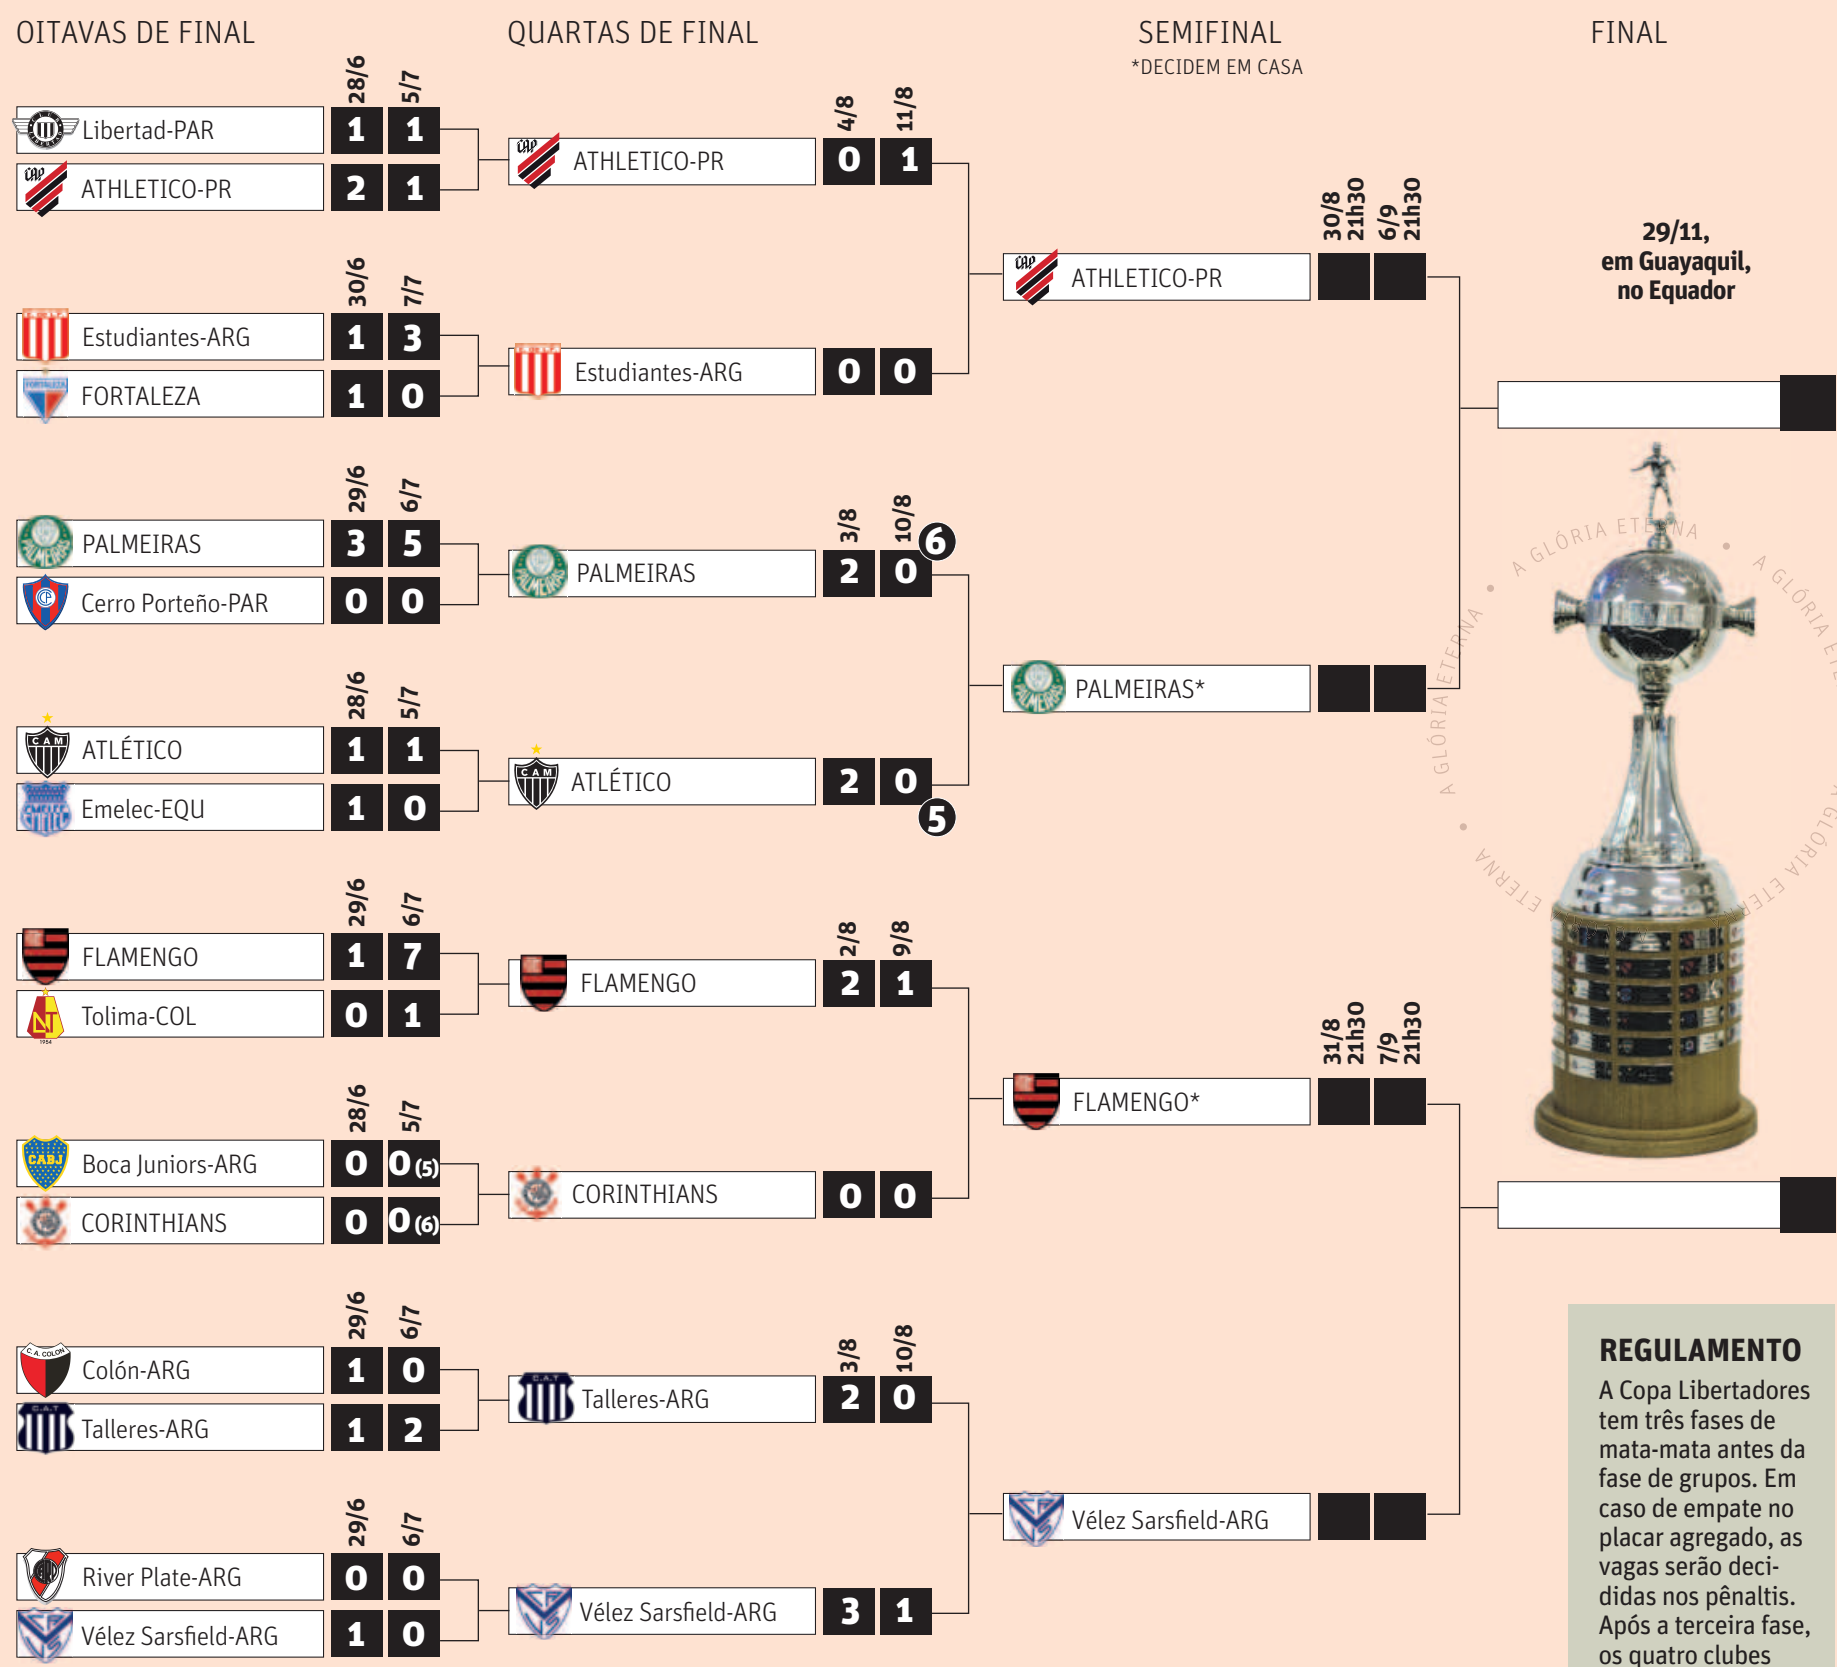 OITAVAS DE FINAL
QUARTAS DE FINAL
SEMIFINAL
*DECIDEM EM CASA
FINAL
28/6 5/7
Libertad-PAR 1 1
ATHLETICO-PR 2 1
30/6 7/7
Estudiantes-ARG 1 3
FORTALEZA 1 0
29/6 6/7
PALMEIRAS 3 5
Cerro Porteño-PAR 0 0
28/6 5/7
ATLÉTICO 1 1
Emelec-EQU 1 0
29/6 6/7
FLAMENGO 1 7
Tolima-COL 0 1
28/6 5/7
Boca Juniors-ARG 0 0 (5)
CORINTHIANS 0 0 (6)
29/6 6/7
Colón-ARG 1 0
Talleres-ARG 1 2
29/6 6/7
River Plate-ARG 0 0
Vélez Sarsfield-ARG 1 0
4/8 11/8
ATHLETICO-PR 0 1
Estudiantes-ARG 0 0
3/8 10/8
PALMEIRAS 2 0 6
ATLÉTICO 2 0 5
2/8 9/8
FLAMENGO 2 1
CORINTHIANS 0 0
3/8 10/8
Talleres-ARG 2 0
Vélez Sarsfield-ARG 3 1
30/8 21h30 6/9 21h30
ATHLETICO-PR
PALMEIRAS*
31/8 21h30 7/9 21h30
FLAMENGO*
Vélez Sarsfield-ARG
29/11,
em Guayaquil,
no Equador
A GLÓRIA ETERNA • A GLÓRIA ETERNA • A GLÓRIA ETE
A GLÓRIA ETERNA
ETERNA
REGULAMENTO
A Copa Libertadores
tem três fases de
mata-mata antes da
fase de grupos. Em
caso de empate no
placar agregado, as
vagas serão deci-
didas nos pênaltis.
Após a terceira fase,
os quatro clubes